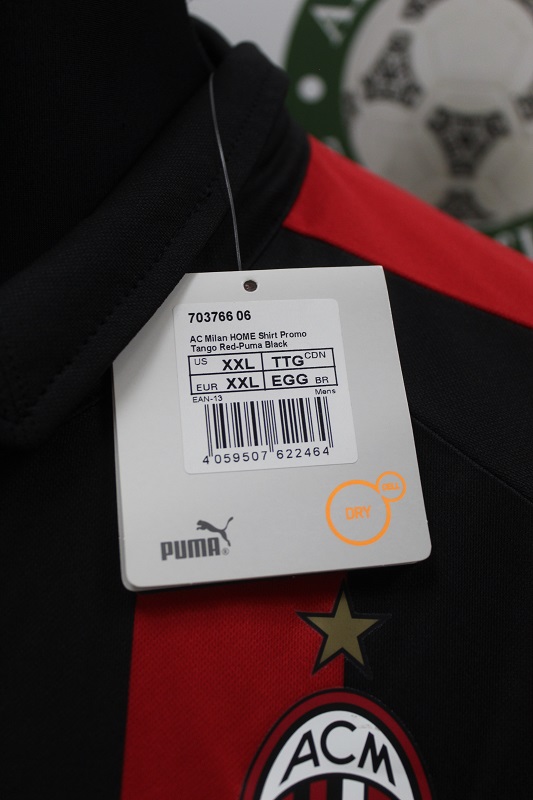 703766 06
AC Milan HOME Shirt Promo
Tango Red-Puma Black
US XXL TTG CDN
EUR XXL EGG BR
EAN-13 Mens
4 059507 622464
DRY
PUMA®
ACM